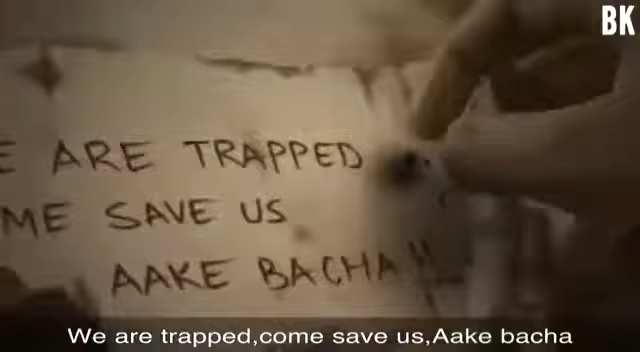 BK
E ARE TRAPPED
ME SAVE US
AAKE BACHA!!
We are trapped,come save us,Aake bacha